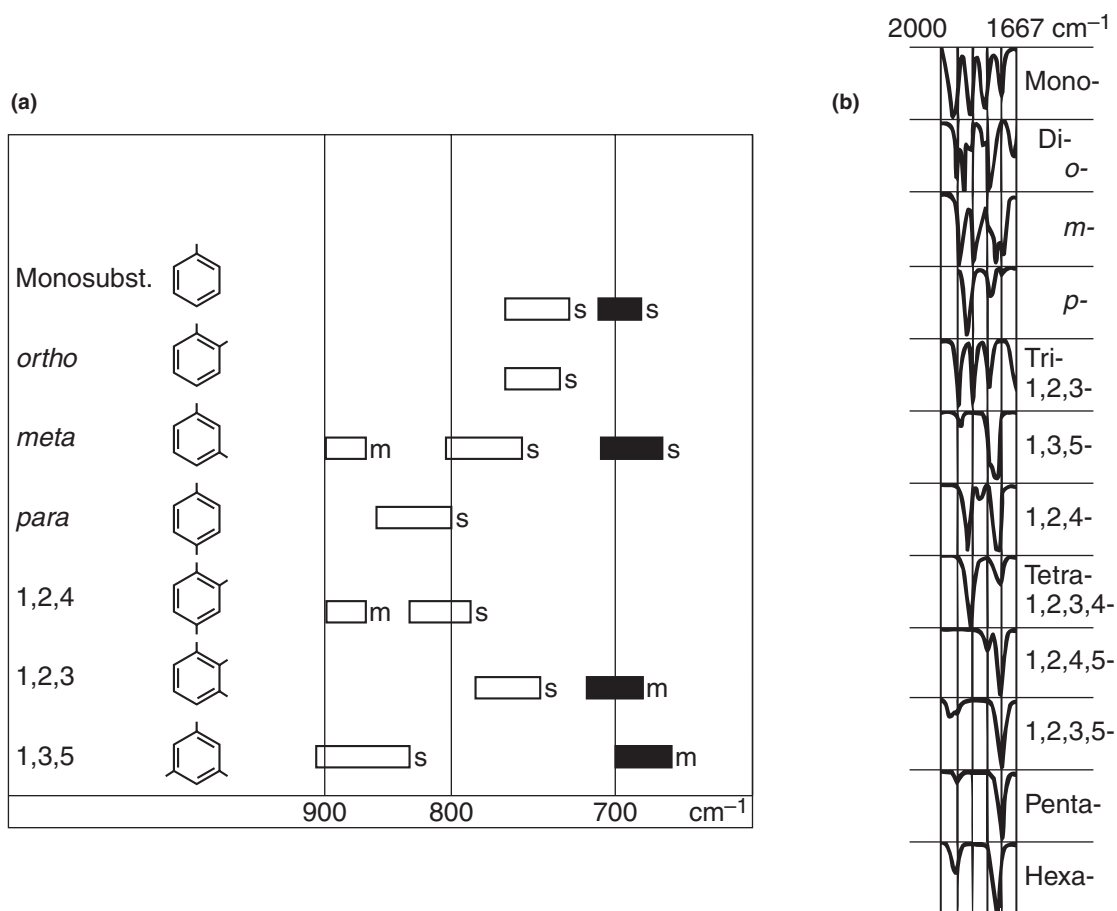 (a)
Monosubst.
s
s
ortho
s
meta
m
s
s
para
s
1,2,4
m
s
1,2,3
s
m
1,3,5
s
m
900
800
700
cm–1
(b)
2000
1667 cm–1
Mono-
Di-
o-
m-
p-
Tri-
1,2,3-
1,3,5-
1,2,4-
Tetra-
1,2,3,4-
1,2,4,5-
1,2,3,5-
Penta-
Hexa-